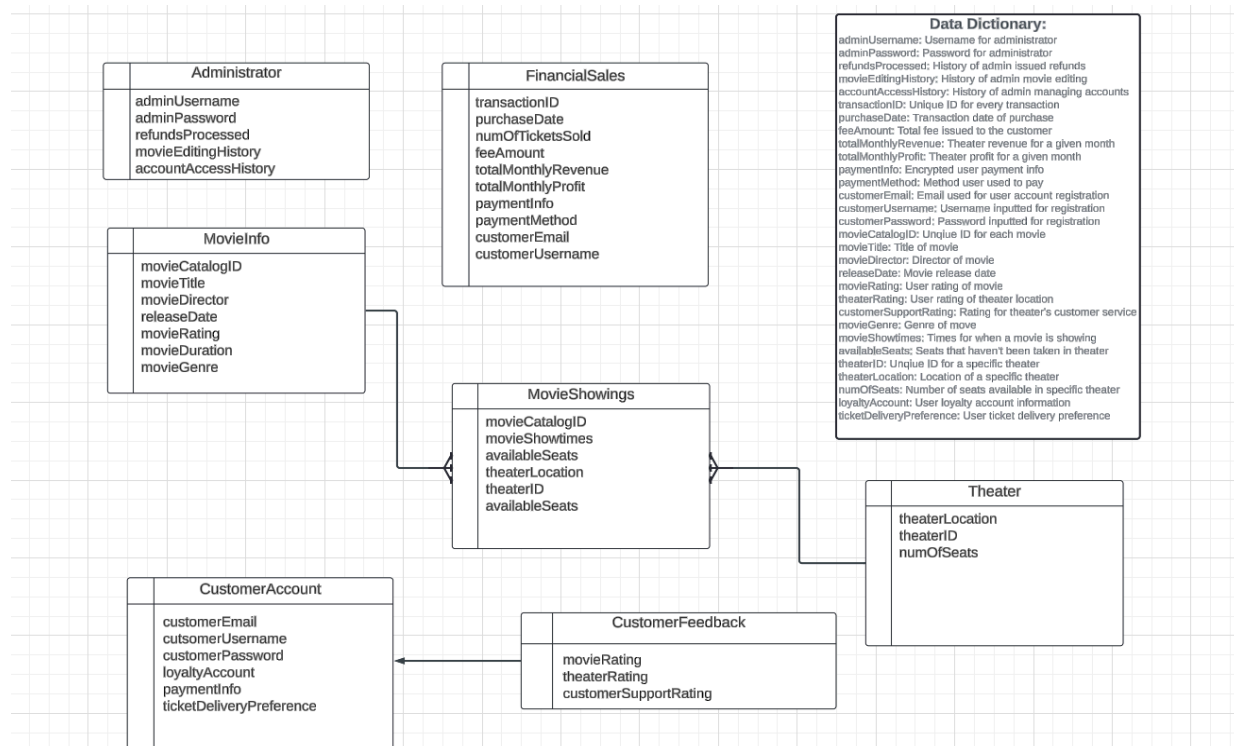 Administrator
adminUsername
adminPassword
refundsProcessed
movieEditingHistory
accountAccessHistory
FinancialSales
transactionID
purchaseDate
numOfTicketsSold
feeAmount
totalMonthlyRevenue
totalMonthlyProfit
paymentInfo
paymentMethod
customerEmail
customerUsername
Data Dictionary:
adminUsername: Username for administrator
adminPassword: Password for administrator
refundsProcessed: History of admin issued refunds
movieEditingHistory: History of admin movie editing
accountAccessHistory: History of admin managing accounts
transactionID: Unique ID for every transaction
purchaseDate: Transaction date of purchase
feeAmount: Total fee issued to the customer
totalMonthlyRevenue: Theater revenue for a given month
totalMonthlyProfit: Theater profit for a given month
paymentInfo: Encrypted user payment info
paymentMethod: Method user used to pay
customerEmail: Email used for user account registration
customerUsername: Username inputted for registration
customerPassword: Password inputted for registration
movieCatalogID: Unqiue ID for each movie
movieTitle: Title of movie
movieDirector: Director of movie
releaseDate: Movie release date
movieRating: User rating of movie
theaterRating: User rating of theater location
customerSupportRating: Rating for theater's customer service
movieGenre: Genre of move
movieShowtimes: Times for when a movie is showing
availableSeats: Seats that haven't been taken in theater
theaterID: Unqiue ID for a specific theater
theaterLocation: Location of a specific theater
numOfSeats: Number of seats available in specific theater
loyaltyAccount: User loyalty account information
ticketDeliveryPreference: User ticket delivery preference
MovieInfo
movieCatalogID
movieTitle
movieDirector
releaseDate
movieRating
movieDuration
movieGenre
MovieShowings
movieCatalogID
movieShowtimes
availableSeats
theaterLocation
theaterID
availableSeats
Theater
theaterLocation
theaterID
numOfSeats
CustomerAccount
customerEmail
cutsomerUsername
customerPassword
loyaltyAccount
paymentInfo
ticketDeliveryPreference
CustomerFeedback
movieRating
theaterRating
customerSupportRating